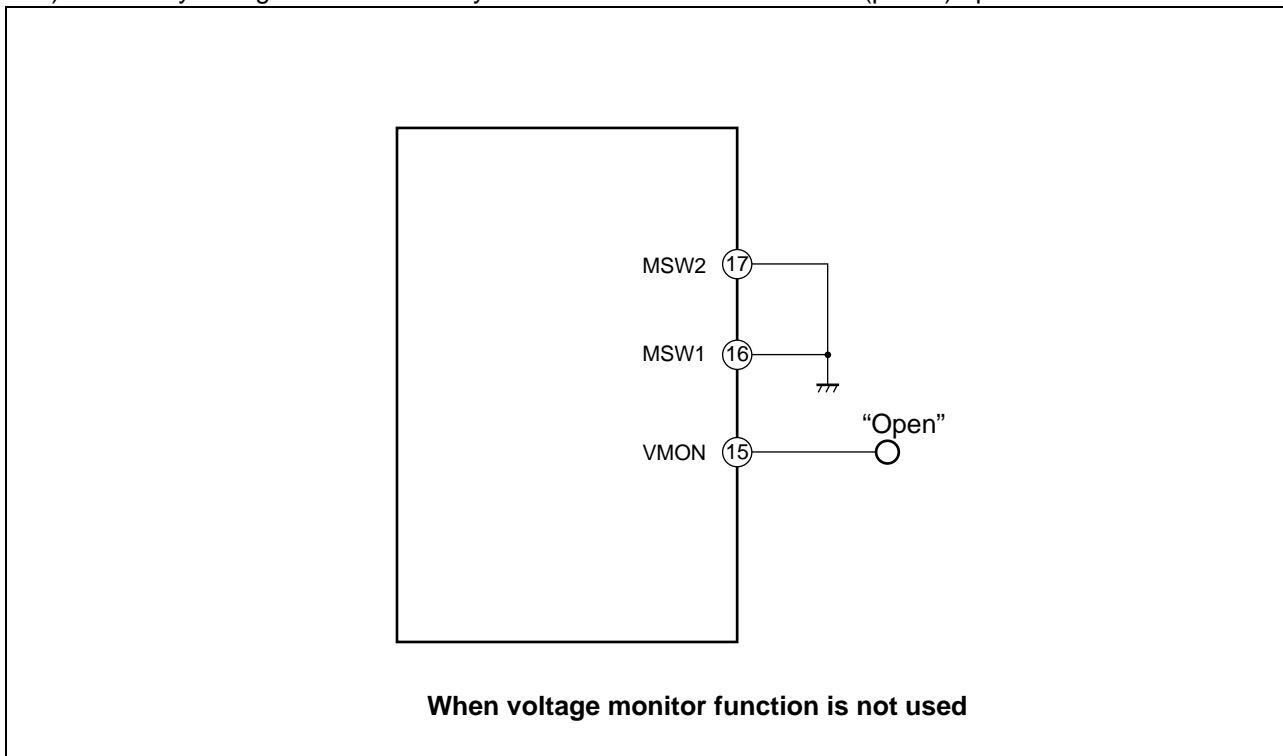 MSW2 17
MSW1 16
“Open”
VMON 15
When voltage monitor function is not used